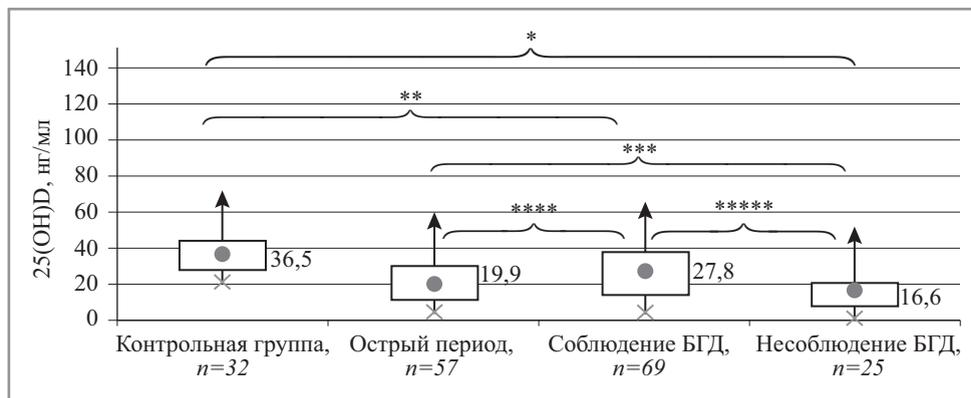 *
140
120
**
100
***
80
60
****
*****
40
36,5
19,9
27,8
20
16,6
0
25(OH)D, нг/мл
Контрольная группа,
n=32
Острый период,
n=57
Соблюдение БГД,
n=69
Несоблюдение БГД,
n=25